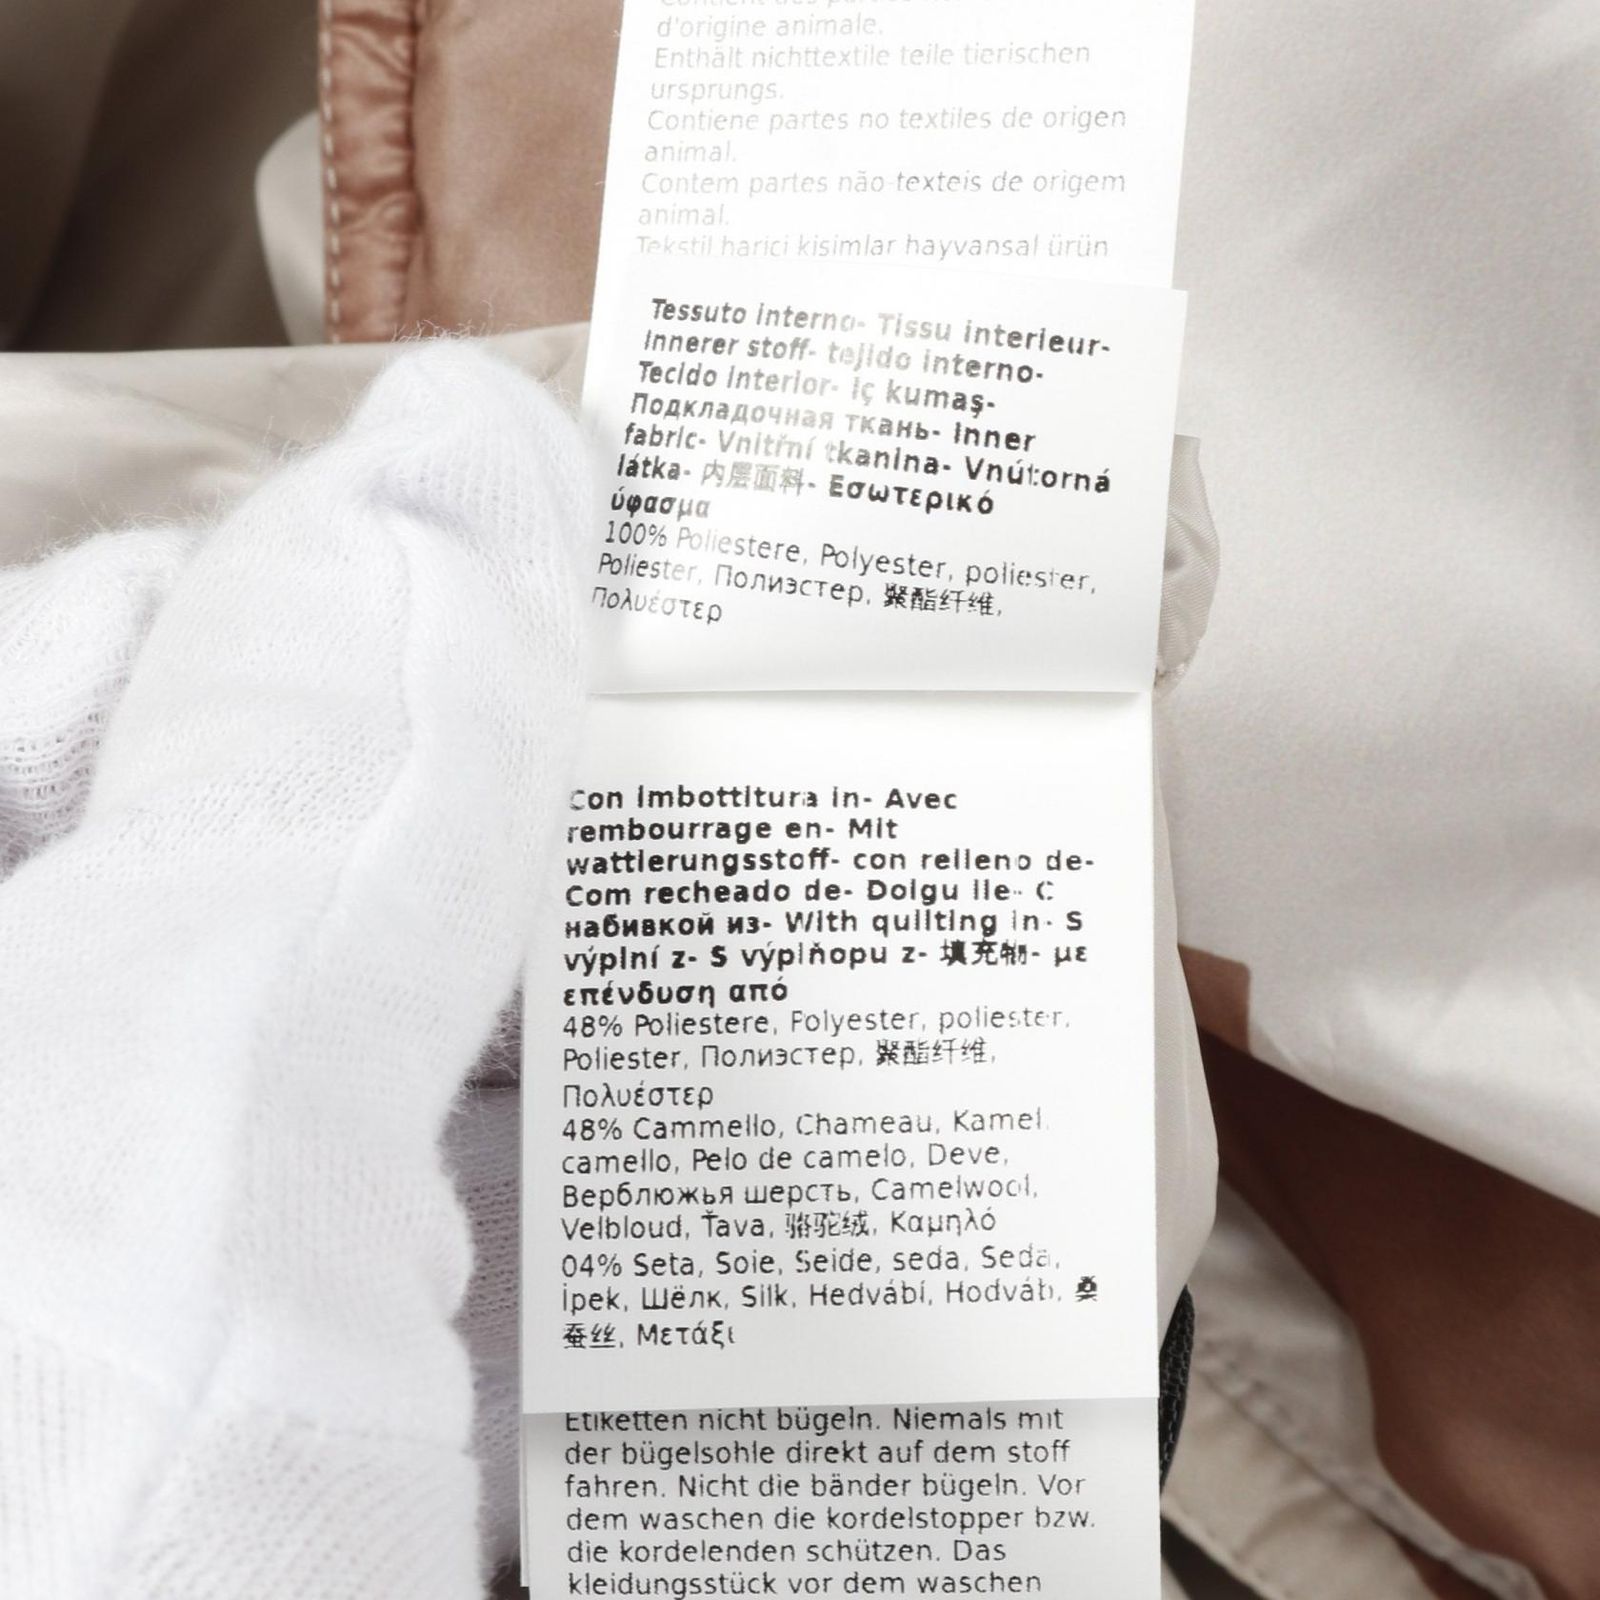 d'origine animale.
Enthält nichttextile teile tierischen
ursprungs.
Contiene partes no textiles de origen
animal.
Contem partes não-texteis de origem
animal.
Tekstil harici kisimlar hayvansal ürün
Tessuto interno- Tissu interieur-
Innerer stoff- tejido interno-
Tecido interior- iç kumaş-
Подкладочная ткань- Inner
fabric- Vnitřní tkanina- Vnútorná
látka- 内层面料- Εσωτερικό
ύφασμα
100% Poliestere, Polyester, poliester,
Poliester, Полиэстер, 聚酯纤维,
Πολυέστερ
Con imbottitura in- Avec
rembourrage en- Mit
wattierungsstoff- con relleno de-
Com recheado de- Dolgu ile- С
набивкой из- With quilting in- S
výplní z- S výplňopu z- 填充物- με
επένδυση από
48% Poliestere, Polyester, poliester,
Poliester, Полиэстер, 聚酯纤维,
Πολυέστερ
48% Cammello, Chameau, Kamel,
camello, Pelo de camelo, Deve,
Верблюжья шерсть, Camelwool,
Velbloud, Ťava, 骆驼绒, Καμηλό
04% Seta, Soie, Seide, seda, Seda,
İpek, Шёлк, Silk, Hedvábí, Hodváb, 桑
蚕丝, Μετάξι
Etiketten nicht bügeln. Niemals mit
der bügelsohle direkt auf dem stoff
fahren. Nicht die bänder bügeln. Vor
dem waschen die kordelstopper bzw.
die kordelenden schützen. Das
kleidungsstück vor dem waschen